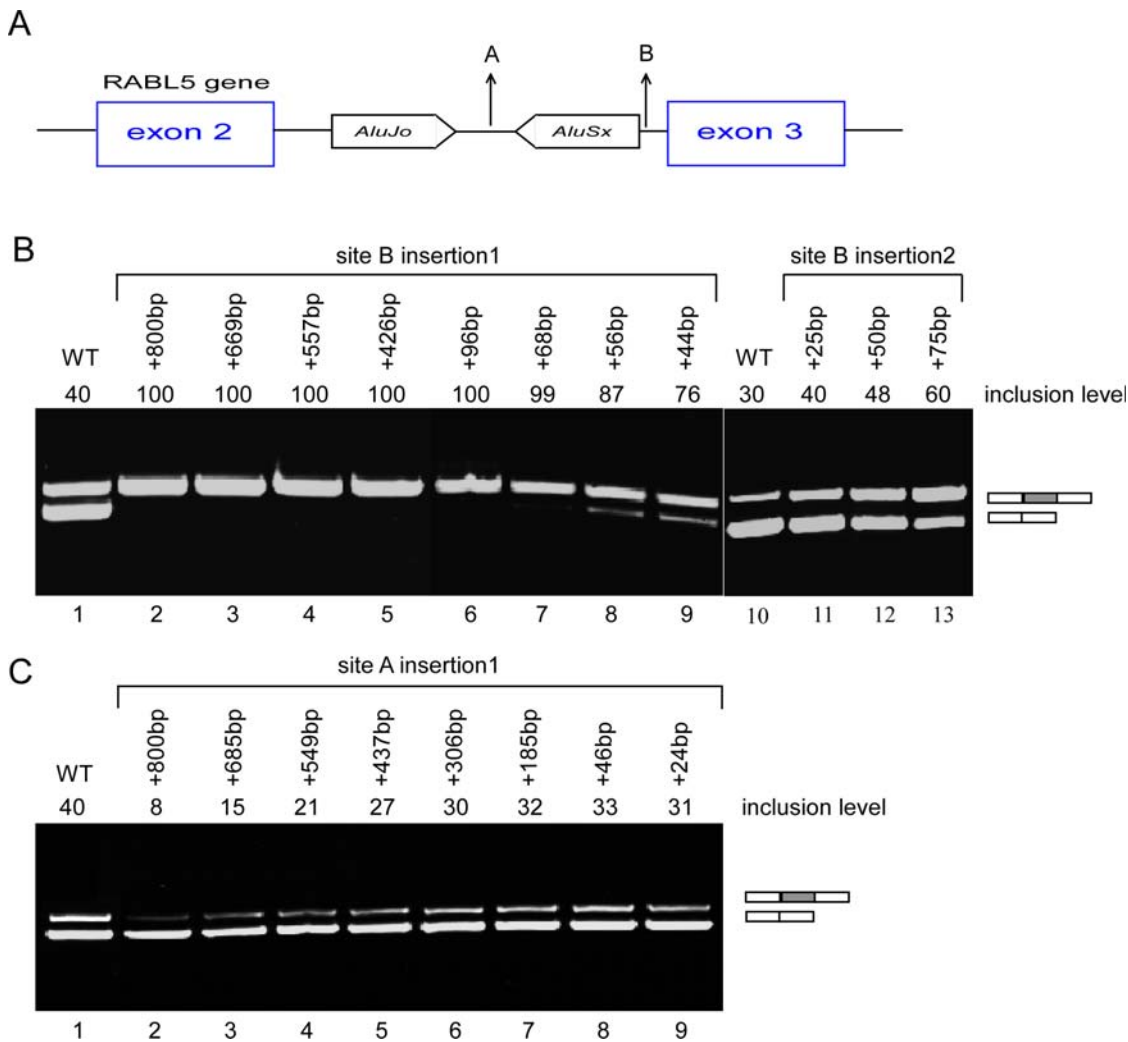 A
A B
RABL5 gene
exon 2 AluJo AluSx exon 3
B
site B insertion1 site B insertion2
WT +800bp +669bp +557bp +426bp +96bp +68bp +56bp +44bp WT +25bp +50bp +75bp
40 100 100 100 100 100 99 87 76 30 40 48 60 inclusion level
1 2 3 4 5 6 7 8 9 10 11 12 13
C
site A insertion1
WT +800bp +685bp +549bp +437bp +306bp +185bp +46bp +24bp
40 8 15 21 27 30 32 33 31 inclusion level
1 2 3 4 5 6 7 8 9